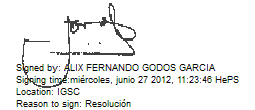 Signed by: ALIX FERNANDO GODOS GARCIA
Signing time: miércoles, junio 27 2012, 11:23:46 HePS
Location: IGSC
Reason to sign: Resolución